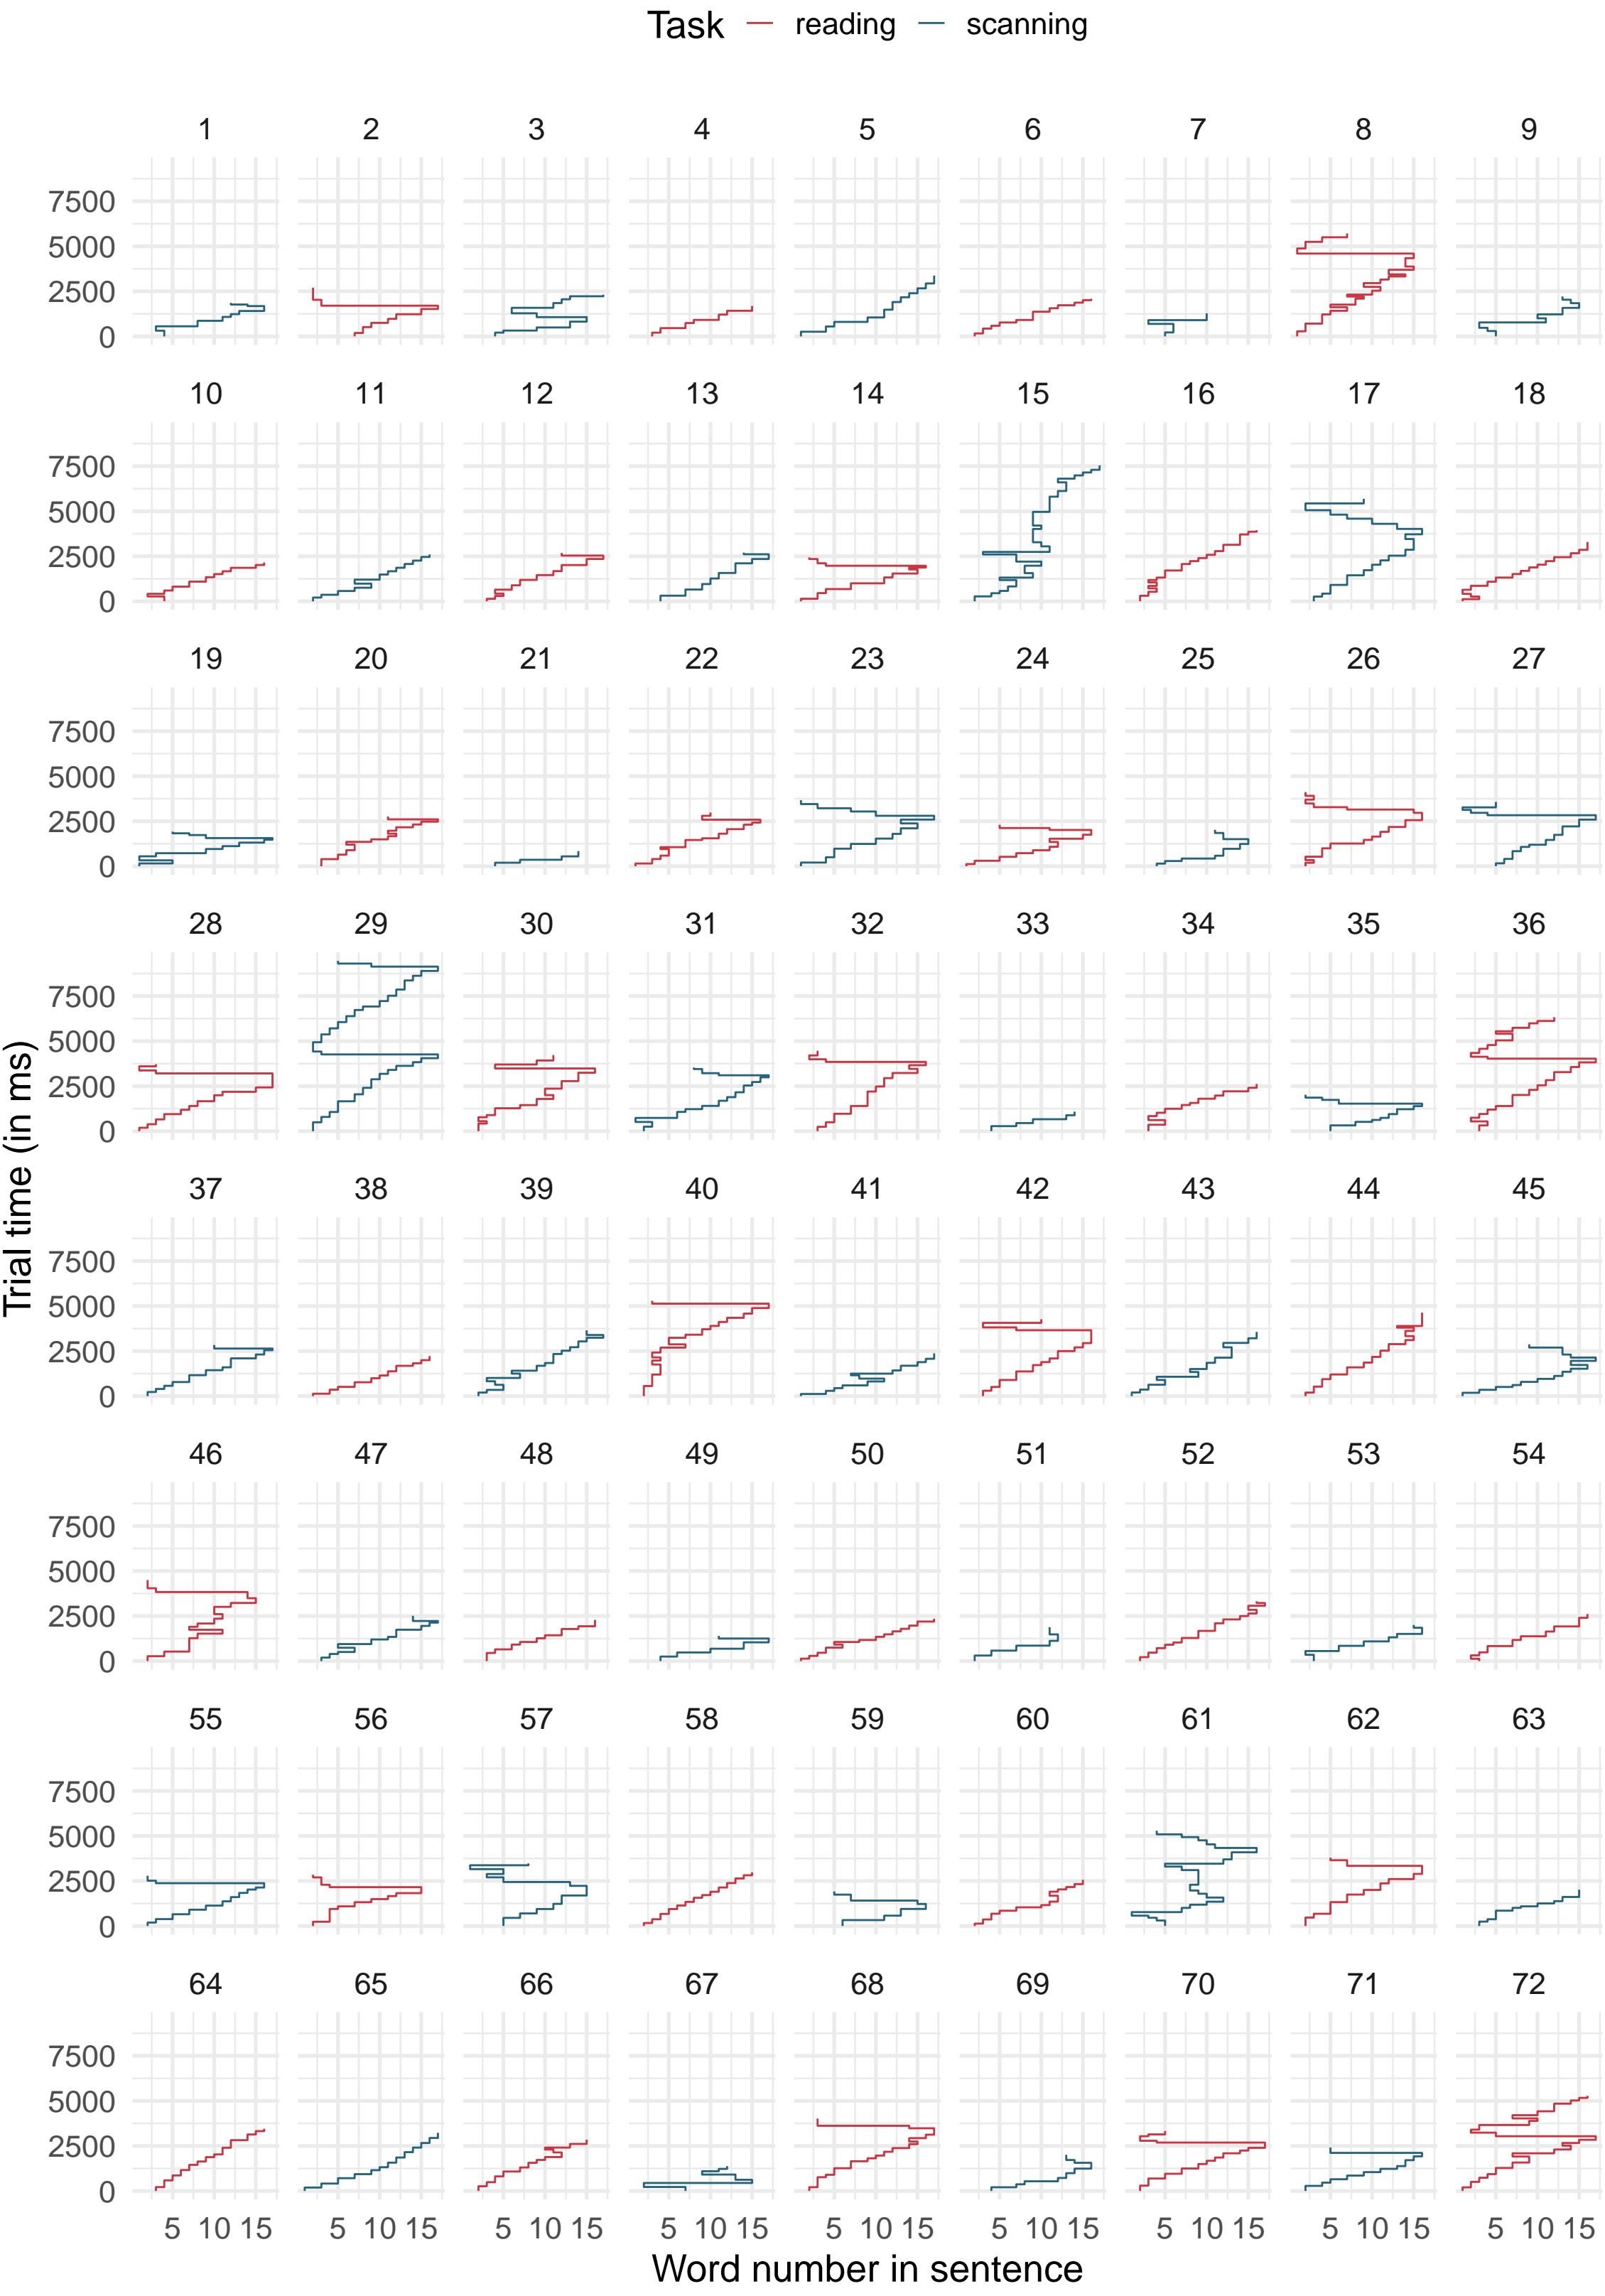 Task reading scanning
1 2 3 4 5 6 7 8 9
7500
5000
2500
0
10 11 12 13 14 15 16 17 18
7500
5000
2500
0
19 20 21 22 23 24 25 26 27
7500
5000
2500
0
28 29 30 31 32 33 34 35 36
7500
5000
2500
0
Trial time (in ms)
37 38 39 40 41 42 43 44 45
7500
5000
2500
0
46 47 48 49 50 51 52 53 54
7500
5000
2500
0
55 56 57 58 59 60 61 62 63
7500
5000
2500
0
64 65 66 67 68 69 70 71 72
7500
5000
2500
0
5 10 15 5 10 15 5 10 15 5 10 15 5 10 15 5 10 15 5 10 15 5 10 15 5 10 15
Word number in sentence